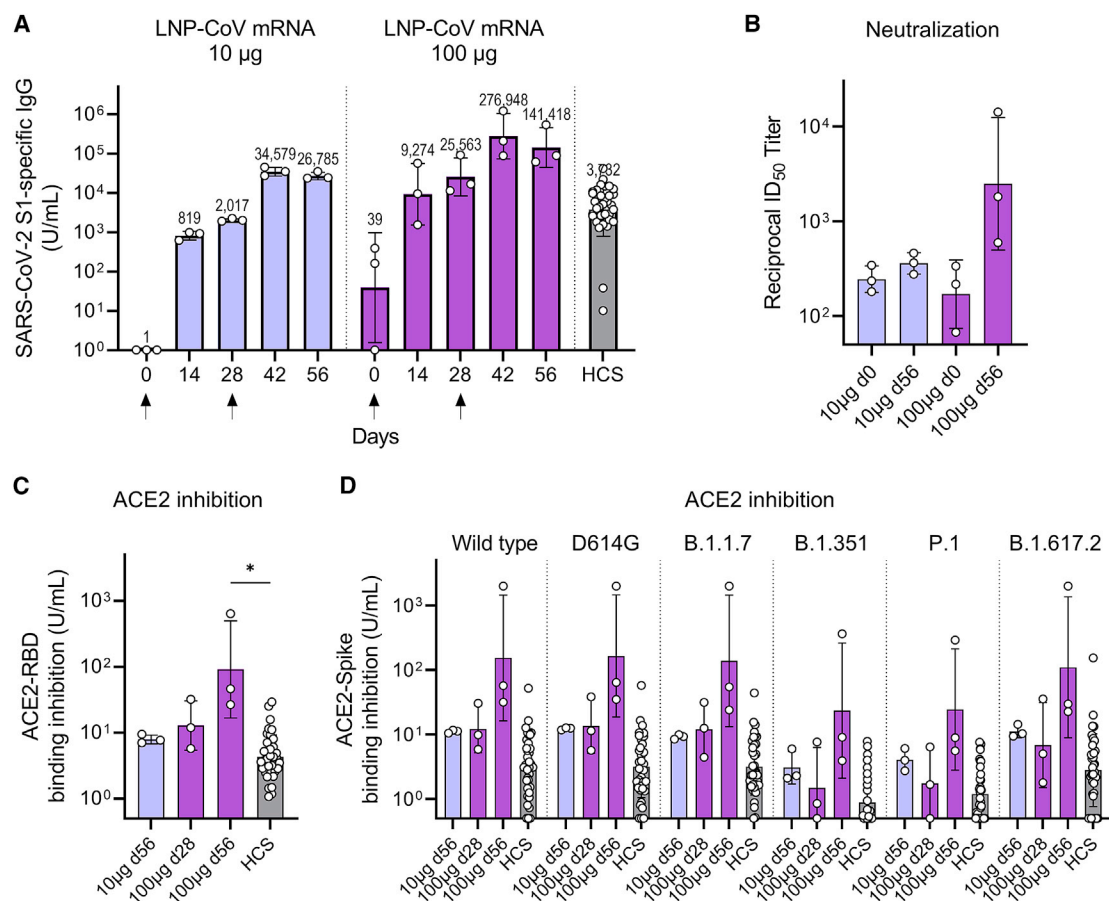 A
LNP-CoV mRNA
10 µg
LNP-CoV mRNA
100 µg
SARS-CoV-2 S1-specific IgG
(U/mL)
10⁶
10⁵
10⁴
10³
10²
10¹
10⁰
1
819
2,017
34,579
26,785
39
9,274
25,563
276,948
141,418
3,782
0
14
28
42
56
0
14
28
42
56
HCS
Days
B
Neutralization
Reciprocal ID₅₀ Titer
10⁴
10³
10²
10µg d0
10µg d56
100µg d0
100µg d56
C
ACE2 inhibition
ACE2-RBD
binding inhibition (U/mL)
10³
10²
10¹
10⁰
*
10µg d56
100µg d28
100µg d56
HCS
D
ACE2 inhibition
Wild type
D614G
B.1.1.7
B.1.351
P.1
B.1.617.2
ACE2-Spike
binding inhibition (U/mL)
10³
10²
10¹
10⁰
10µg d56
100µg d28
100µg d56
HCS
10µg d56
100µg d28
100µg d56
HCS
10µg d56
100µg d28
100µg d56
HCS
10µg d56
100µg d28
100µg d56
HCS
10µg d56
100µg d28
100µg d56
HCS
10µg d56
100µg d28
100µg d56
HCS